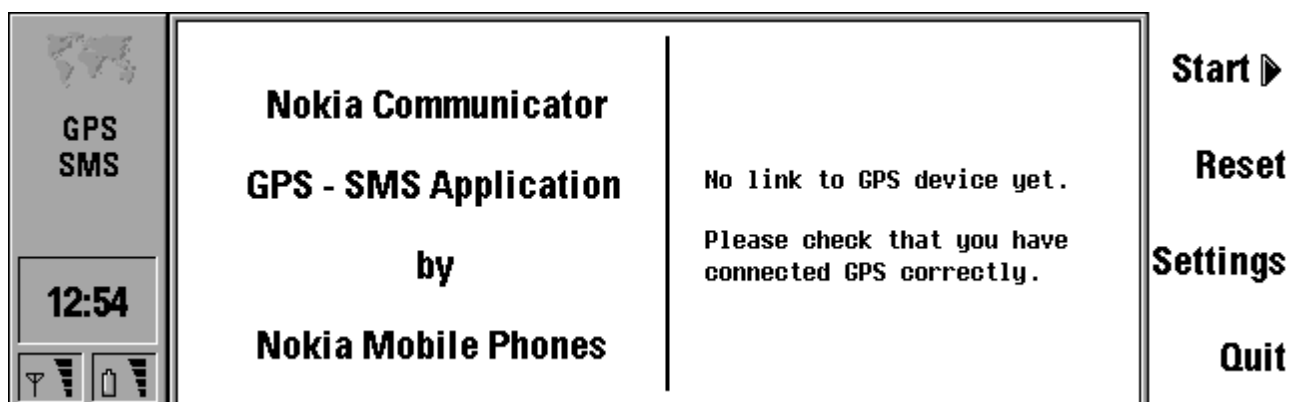 GPS
SMS
12:54
Nokia Communicator
GPS - SMS Application
by
Nokia Mobile Phones
No link to GPS device yet.
Please check that you have
connected GPS correctly.
Start
Reset
Settings
Quit